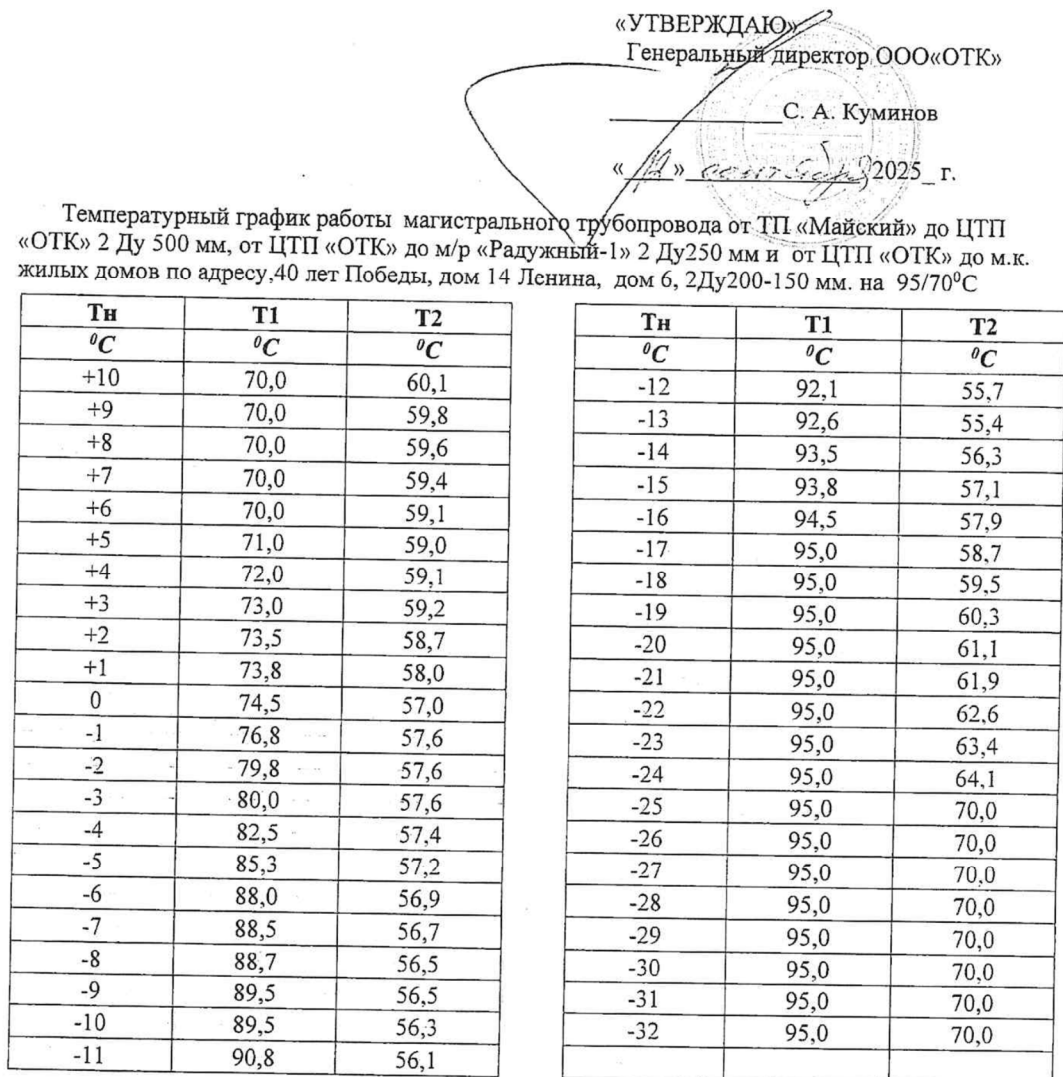 «УТВЕРЖДАЮ»
Генеральный директор ООО«ОТК»
С. А. Куминов
« » сентября 2025_ г.
Температурный график работы магистрального трубопровода от ТП «Майский» до ЦТП
«ОТК» 2 Ду 500 мм, от ЦТП «ОТК» до м/р «Радужный-1» 2 Ду250 мм и от ЦТП «ОТК» до м.к.
жилых домов по адресу,40 лет Победы, дом 14 Ленина, дом 6, 2Ду200-150 мм. на 95/70⁰С
Тн Т1 Т2
⁰С ⁰С ⁰С
+10 70,0 60,1
+9 70,0 59,8
+8 70,0 59,6
+7 70,0 59,4
+6 70,0 59,1
+5 71,0 59,0
+4 72,0 59,1
+3 73,0 59,2
+2 73,5 58,7
+1 73,8 58,0
0 74,5 57,0
-1 76,8 57,6
-2 79,8 57,6
-3 80,0 57,6
-4 82,5 57,4
-5 85,3 57,2
-6 88,0 56,9
-7 88,5 56,7
-8 88,7 56,5
-9 89,5 56,5
-10 89,5 56,3
-11 90,8 56,1
Тн Т1 Т2
⁰С ⁰С ⁰С
-12 92,1 55,7
-13 92,6 55,4
-14 93,5 56,3
-15 93,8 57,1
-16 94,5 57,9
-17 95,0 58,7
-18 95,0 59,5
-19 95,0 60,3
-20 95,0 61,1
-21 95,0 61,9
-22 95,0 62,6
-23 95,0 63,4
-24 95,0 64,1
-25 95,0 70,0
-26 95,0 70,0
-27 95,0 70,0
-28 95,0 70,0
-29 95,0 70,0
-30 95,0 70,0
-31 95,0 70,0
-32 95,0 70,0